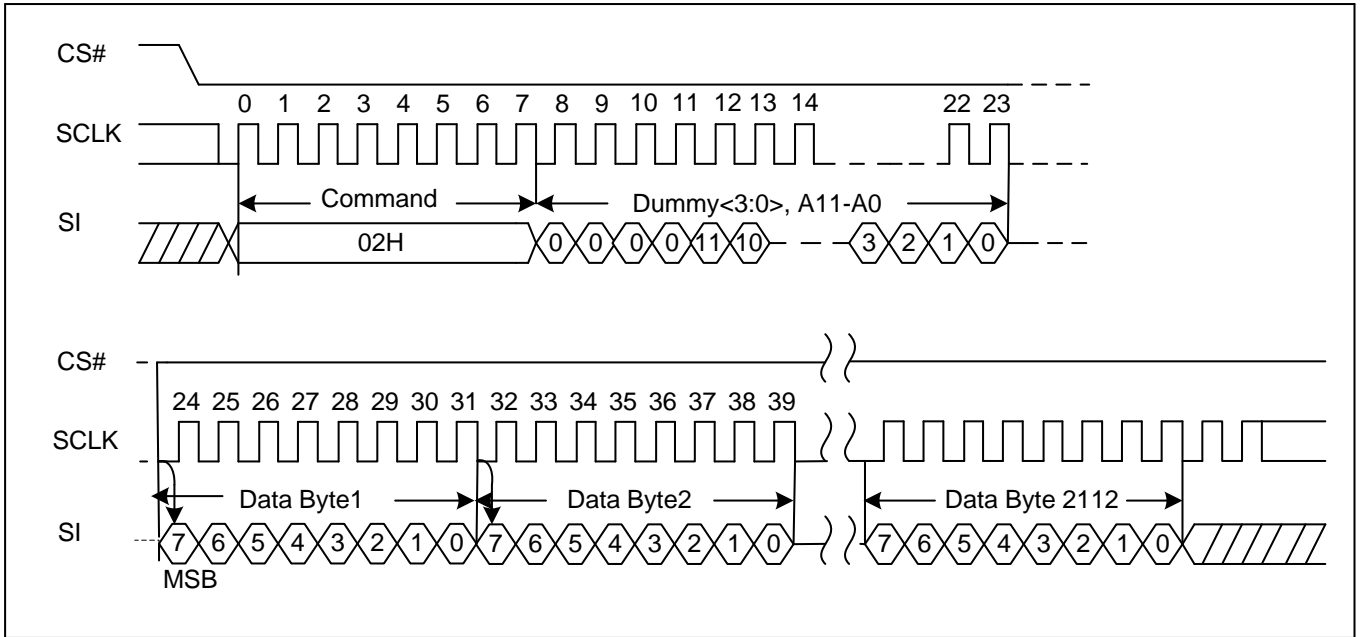 CS#
0 1 2 3 4 5 6 7 8 9 10 11 12 13 14 22 23
SCLK
Command Dummy<3:0>, A11-A0
SI
02H 0 0 0 0 11 10 3 2 1 0
CS#
24 25 26 27 28 29 30 31 32 33 34 35 36 37 38 39
SCLK
Data Byte1 Data Byte2 Data Byte 2112
SI
7 6 5 4 3 2 1 0 7 6 5 4 3 2 1 0 7 6 5 4 3 2 1 0
MSB